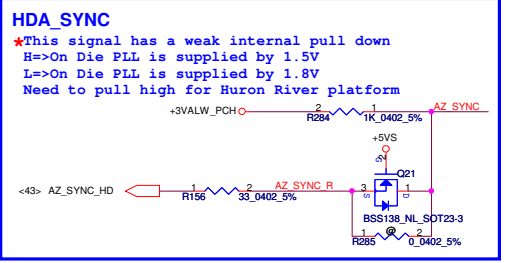 HDA_SYNC
*This signal has a weak internal pull down
H=>On Die PLL is supplied by 1.5V
L=>On Die PLL is supplied by 1.8V
Need to pull high for Huron River platform
+3VALW_PCH 2 1 AZ_SYNC
R284 1K_0402_5%
+5VS
G 2
Q21
<43> AZ_SYNC_HD 1 2 AZ_SYNC_R 3 1
S D
R156 33_0402_5%
BSS138_NL_SOT23-3
1 @ 2
R285 0_0402_5%